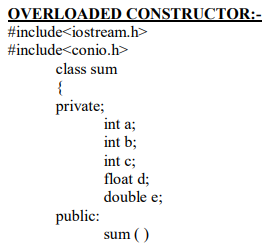 OVERLOADED CONSTRUCTOR:-
#include<iostream.h>
#include<conio.h>
class sum
{
private;
int a;
int b;
int c;
float d;
double e;
public:
sum ( )